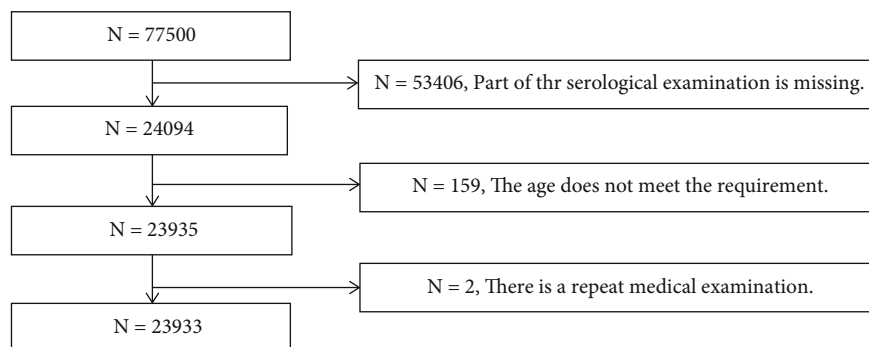 N = 77500
N = 53406, Part of thr serological examination is missing.
N = 24094
N = 159, The age does not meet the requirement.
N = 23935
N = 2, There is a repeat medical examination.
N = 23933